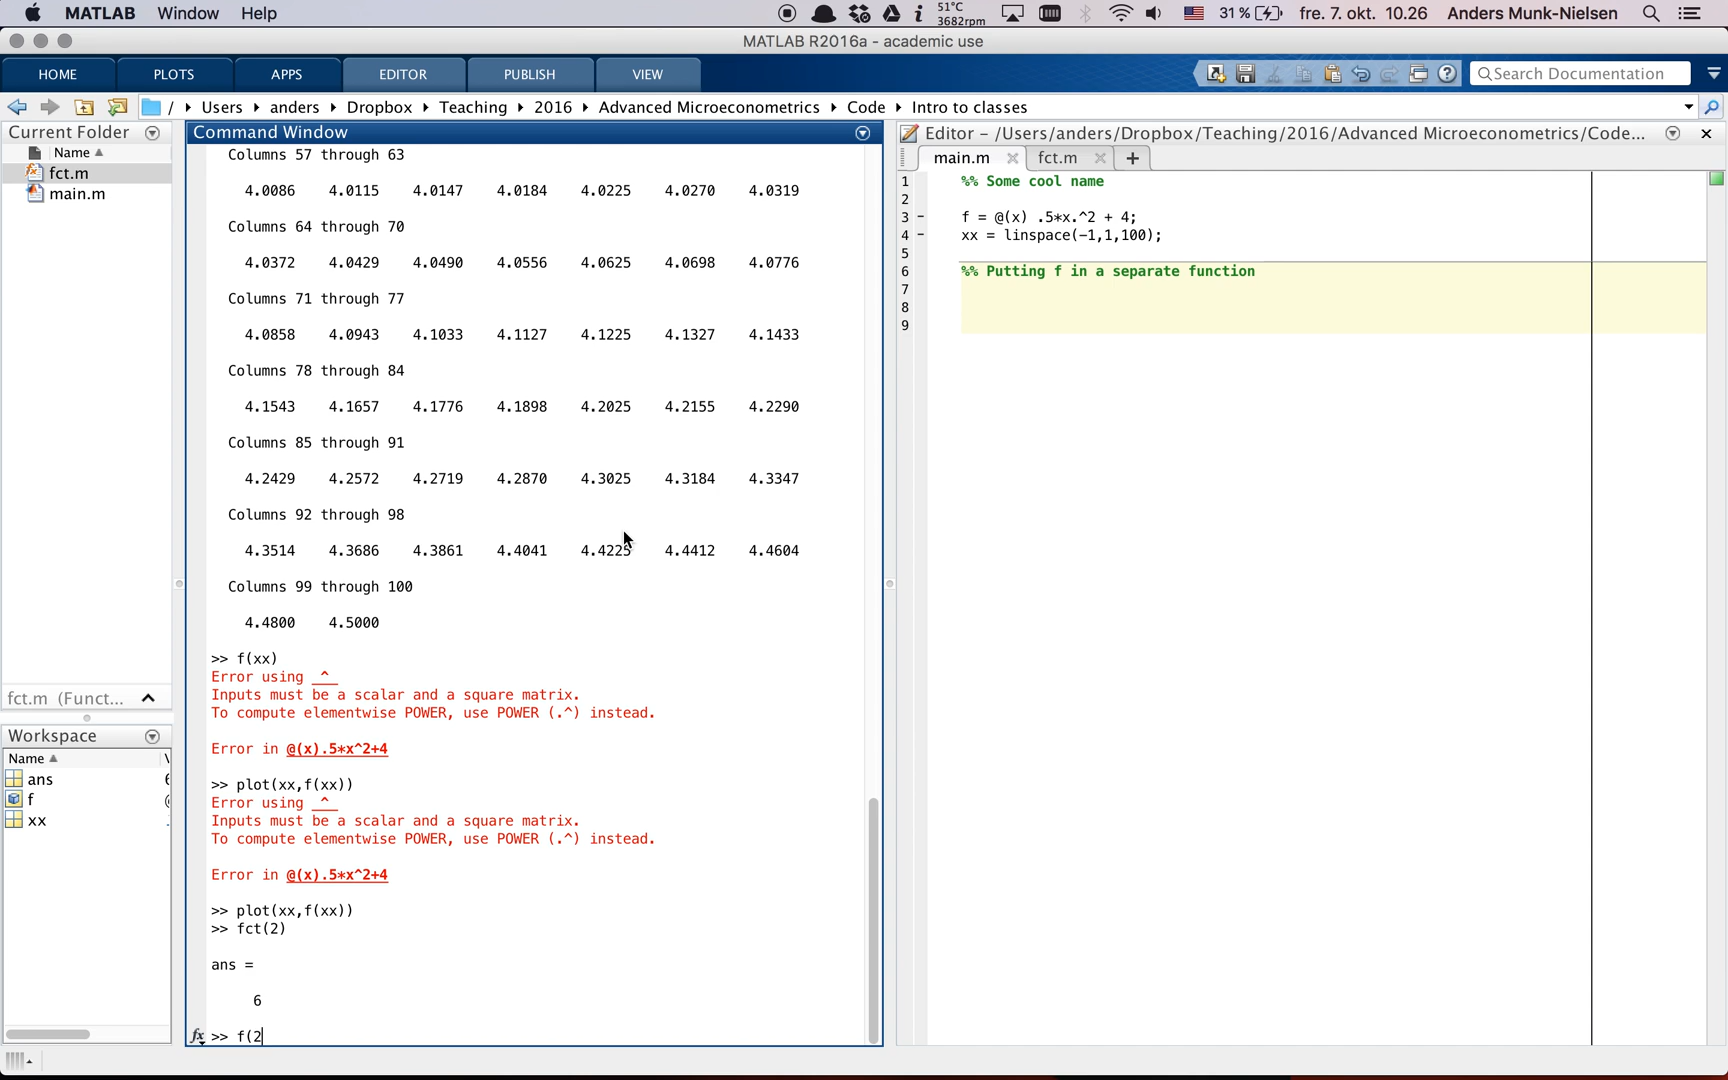 MATLAB Window Help
51°C
3682rpm
31 % fre. 7. okt. 10.26 Anders Munk-Nielsen
MATLAB R2016a - academic use
HOME PLOTS APPS EDITOR PUBLISH VIEW
Search Documentation
/ Users anders Dropbox Teaching 2016 Advanced Microeconometrics Code Intro to classes
Current Folder
Name
fct.m
main.m
fct.m (Funct...
Workspace
Name
ans
f
xx
Command Window
Columns 57 through 63
4.0086 4.0115 4.0147 4.0184 4.0225 4.0270 4.0319
Columns 64 through 70
4.0372 4.0429 4.0490 4.0556 4.0625 4.0698 4.0776
Columns 71 through 77
4.0858 4.0943 4.1033 4.1127 4.1225 4.1327 4.1433
Columns 78 through 84
4.1543 4.1657 4.1776 4.1898 4.2025 4.2155 4.2290
Columns 85 through 91
4.2429 4.2572 4.2719 4.2870 4.3025 4.3184 4.3347
Columns 92 through 98
4.3514 4.3686 4.3861 4.4041 4.4225 4.4412 4.4604
Columns 99 through 100
4.4800 4.5000
>> f(xx)
Error using ^
Inputs must be a scalar and a square matrix.
To compute elementwise POWER, use POWER (.^) instead.
Error in @(x).5*x^2+4
>> plot(xx,f(xx))
Error using ^
Inputs must be a scalar and a square matrix.
To compute elementwise POWER, use POWER (.^) instead.
Error in @(x).5*x^2+4
>> plot(xx,f(xx))
>> fct(2)
ans =
6
fx >> f(2
Editor – /Users/anders/Dropbox/Teaching/2016/Advanced Microeconometrics/Code...
main.m fct.m +
1 %% Some cool name
2
3 – f = @(x) .5*x.^2 + 4;
4 – xx = linspace(-1,1,100);
5
6 %% Putting f in a separate function
7
8
9